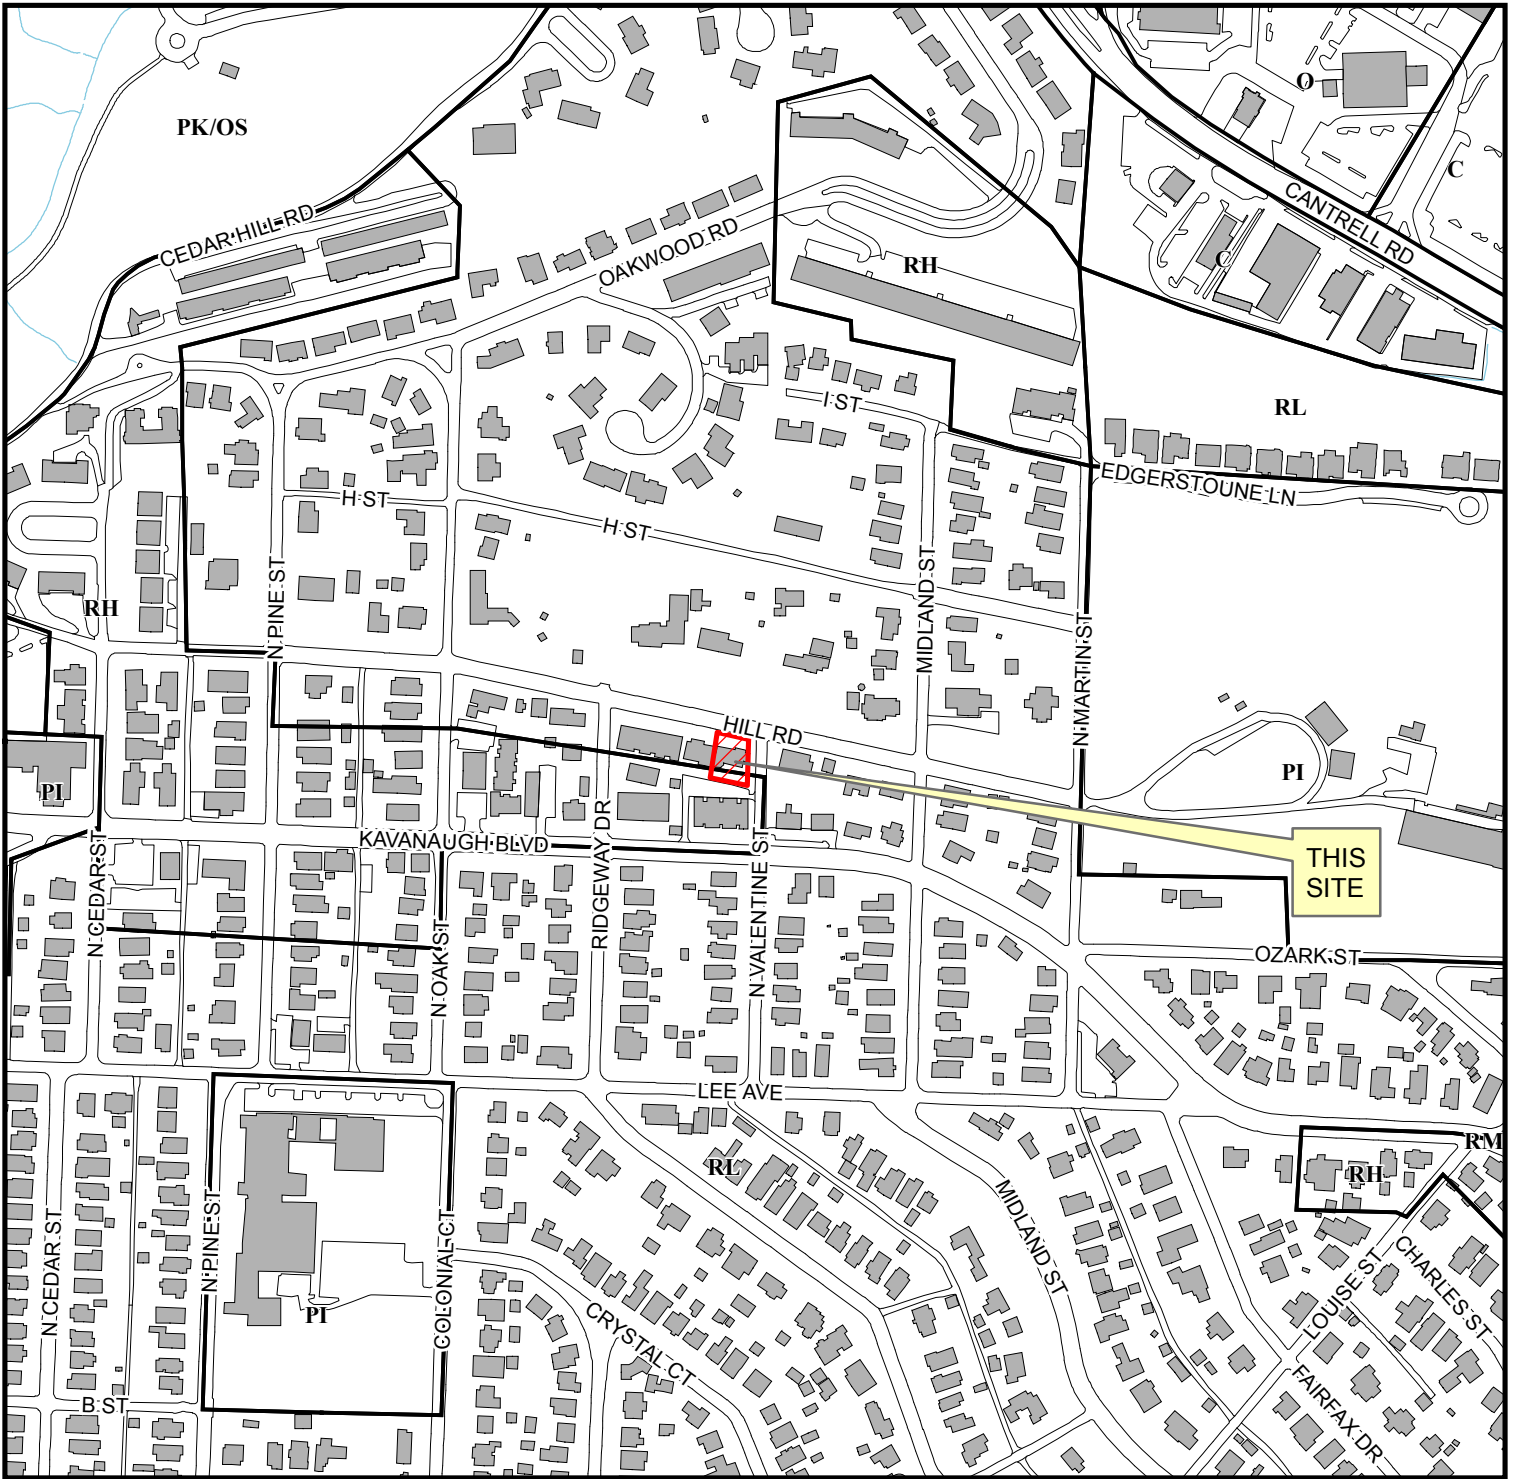 O
PK/OS
C
CANTRELL RD
CEDAR HILL RD
OAKWOOD RD
RH
C
I ST
RL
EDGERSTOUNE LN
H ST
H ST
N PINE ST
MIDLAND ST
RH
N MARTIN ST
HILL RD
PI
PI
KAVANAUGH BLVD
RIDGEWAY DR
N VALENTINE ST
THIS
SITE
N CEDAR ST
N OAK ST
OZARK ST
LEE AVE
RM
RL
RH
MIDLAND ST
N CEDAR ST
N PINE ST
COLONIAL CT
PI
CRYSTAL CT
LOUISE ST
CHARLES ST
FAIRFAX DR
B ST